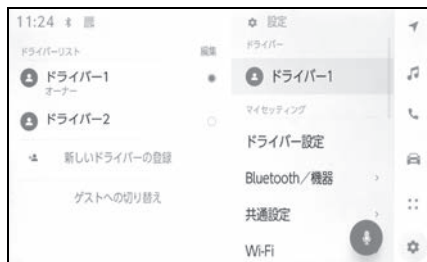 11:24
ドライバーリスト
編集
ドライバー1
オーナー
ドライバー2
新しいドライバーの登録
ゲストへの切り替え
設定
ドライバー
ドライバー1
マイセッティング
ドライバー設定
Bluetooth／機器
共通設定
Wi-Fi